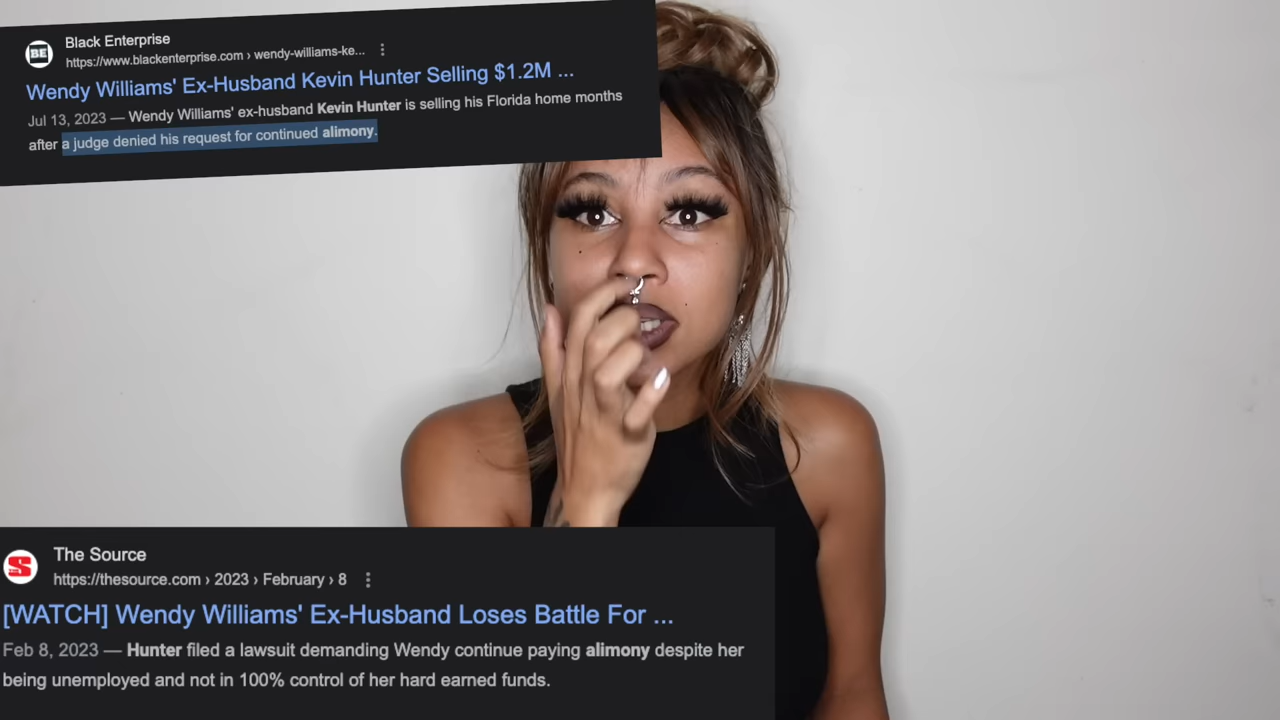 BE
Black Enterprise
https://www.blackenterprise.com › wendy-williams-ke...
Wendy Williams' Ex-Husband Kevin Hunter Selling $1.2M ...
Jul 13, 2023 — Wendy Williams' ex-husband Kevin Hunter is selling his Florida home months
after a judge denied his request for continued alimony.
The Source
https://thesource.com › 2023 › February › 8
[WATCH] Wendy Williams' Ex-Husband Loses Battle For ...
Feb 8, 2023 — Hunter filed a lawsuit demanding Wendy continue paying alimony despite her
being unemployed and not in 100% control of her hard earned funds.